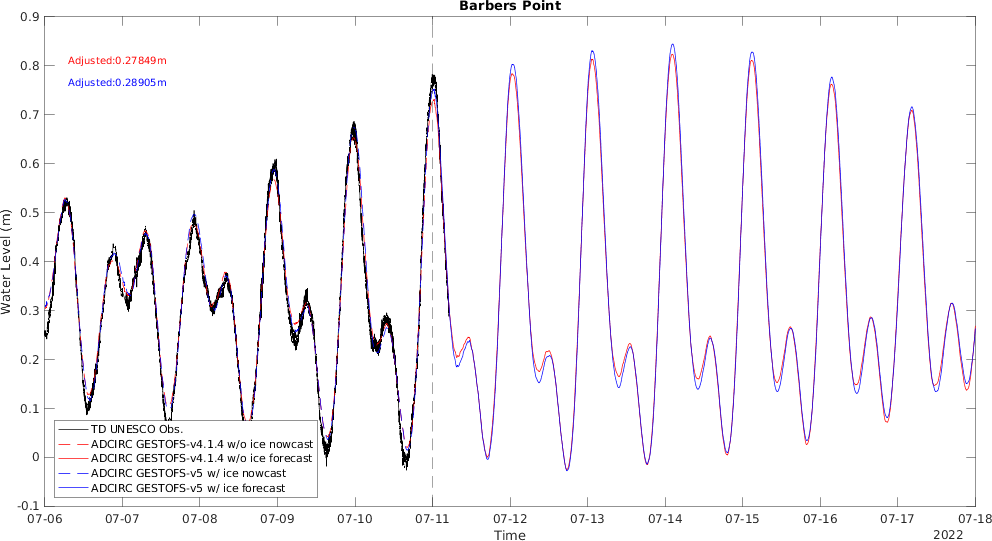 Barbers Point
0.9
0.8
0.7
0.6
0.5
0.4
0.3
0.2
0.1
0
-0.1
Water Level (m)
Adjusted:0.27849m
Adjusted:0.28905m
TD UNESCO Obs.
ADCIRC GESTOFS-v4.1.4 w/o ice nowcast
ADCIRC GESTOFS-v4.1.4 w/o ice forecast
ADCIRC GESTOFS-v5 w/ ice nowcast
ADCIRC GESTOFS-v5 w/ ice forecast
07-06 07-07 07-08 07-09 07-10 07-11 07-12 07-13 07-14 07-15 07-16 07-17 07-18
Time
2022